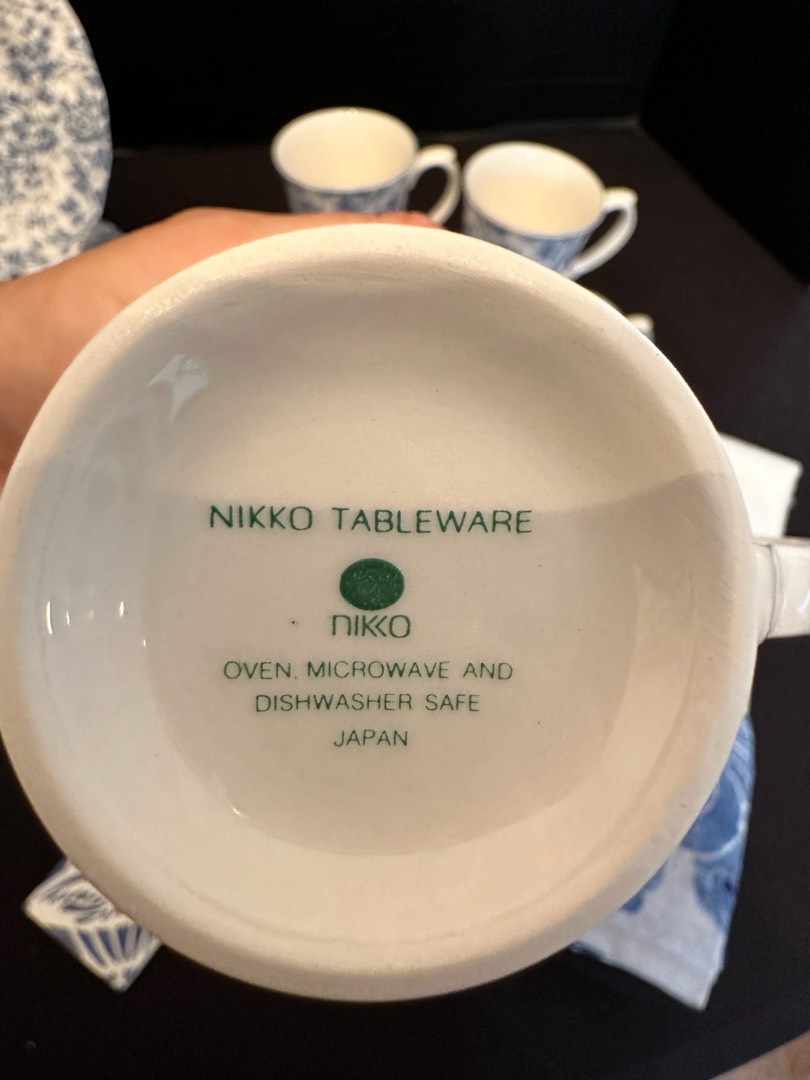 NIKKO TABLEWARE
nikko
OVEN, MICROWAVE AND
DISHWASHER SAFE
JAPAN